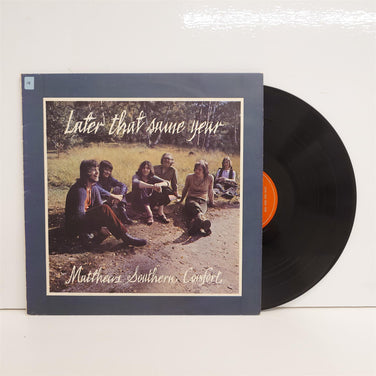 Later that same year
Matthews Southern Comfort